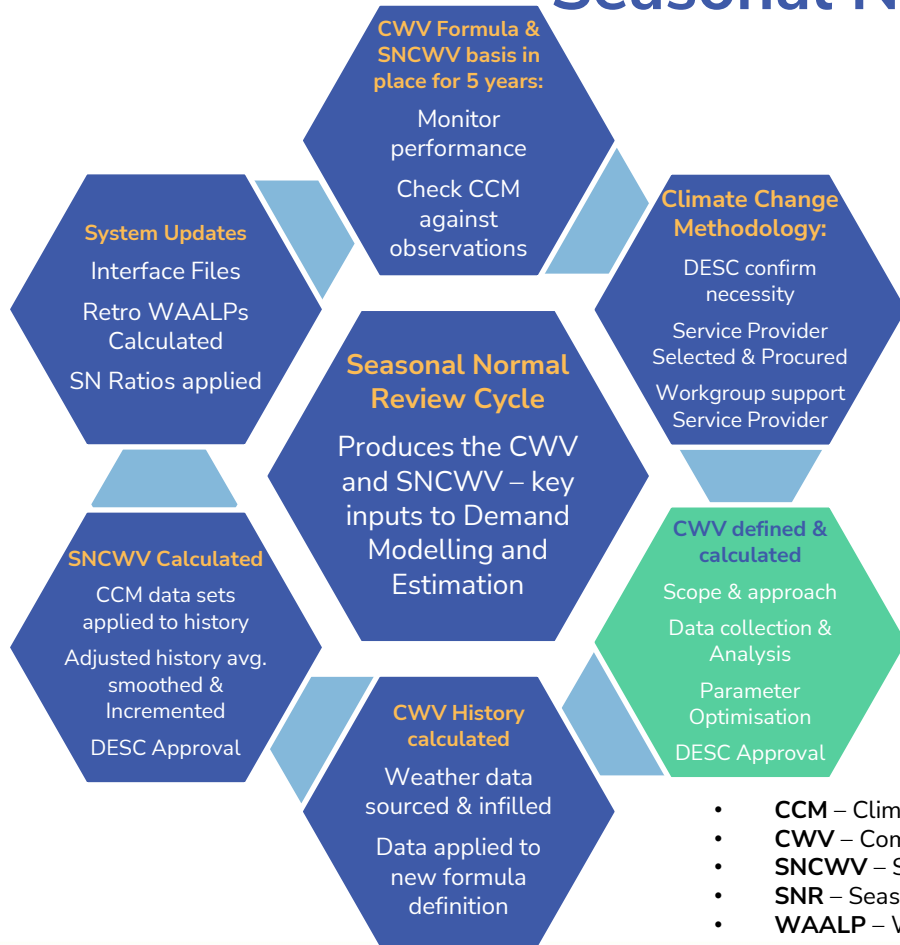 Seasonal N
CWV Formula &
SNCWV basis in
place for 5 years:
Monitor
performance
Check CCM
against
observations
Climate Change
Methodology:
DESC confirm
necessity
Service Provider
Selected & Procured
Workgroup support
Service Provider
CWV defined &
calculated
Scope & approach
Data collection &
Analysis
Parameter
Optimisation
DESC Approval
CWV History
calculated
Weather data
sourced & infilled
Data applied to
new formula
definition
SNCWV Calculated
CCM data sets
applied to history
Adjusted history avg.
smoothed &
Incremented
DESC Approval
System Updates
Interface Files
Retro WAALPs
Calculated
SN Ratios applied
Seasonal Normal
Review Cycle
Produces the CWV
and SNCWV – key
inputs to Demand
Modelling and
Estimation
• CCM – Clim
• CWV – Com
• SNCWV – S
• SNR – Seas
• WAALP – W